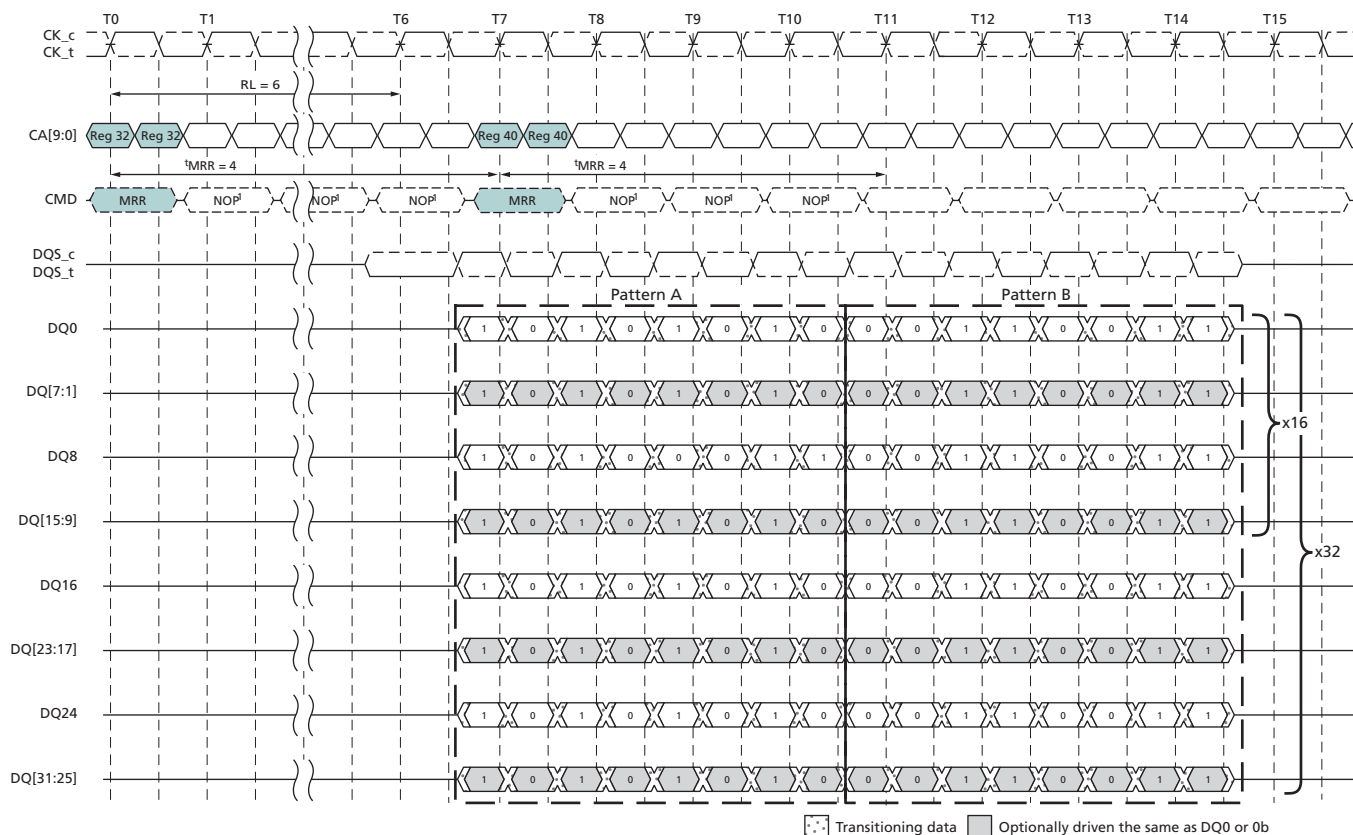 T0 T1 T6 T7 T8 T9 T10 T11 T12 T13 T14 T15
CK_c
CK_t
RL = 6
CA[9:0] Reg 32 Reg 32 Reg 40 Reg 40
tMRR = 4 tMRR = 4
CMD MRR NOP1 NOP1 NOP1 MRR NOP1 NOP1 NOP1
DQS_c
DQS_t
Pattern A Pattern B
DQ0 1 0 1 0 1 0 1 0 0 0 1 1 0 0 1 1
DQ[7:1] 1 0 1 0 1 0 1 0 0 0 1 1 0 0 1 1
x16
DQ8 1 0 1 0 0 0 1 1 0 0 1 1 0 0 1 1
DQ[15:9] 1 0 1 0 1 0 1 0 0 0 1 1 0 0 1 1
x32
DQ16 1 0 1 0 1 0 1 0 0 0 1 1 0 0 1 1
DQ[23:17] 1 0 1 0 1 0 1 0 0 0 1 1 0 0 1 1
DQ24 1 0 1 0 1 0 1 0 0 0 1 1 0 0 1 1
DQ[31:25] 1 0 1 0 1 0 1 0 0 0 1 1 0 0 1 1
Transitioning data Optionally driven the same as DQ0 or 0b